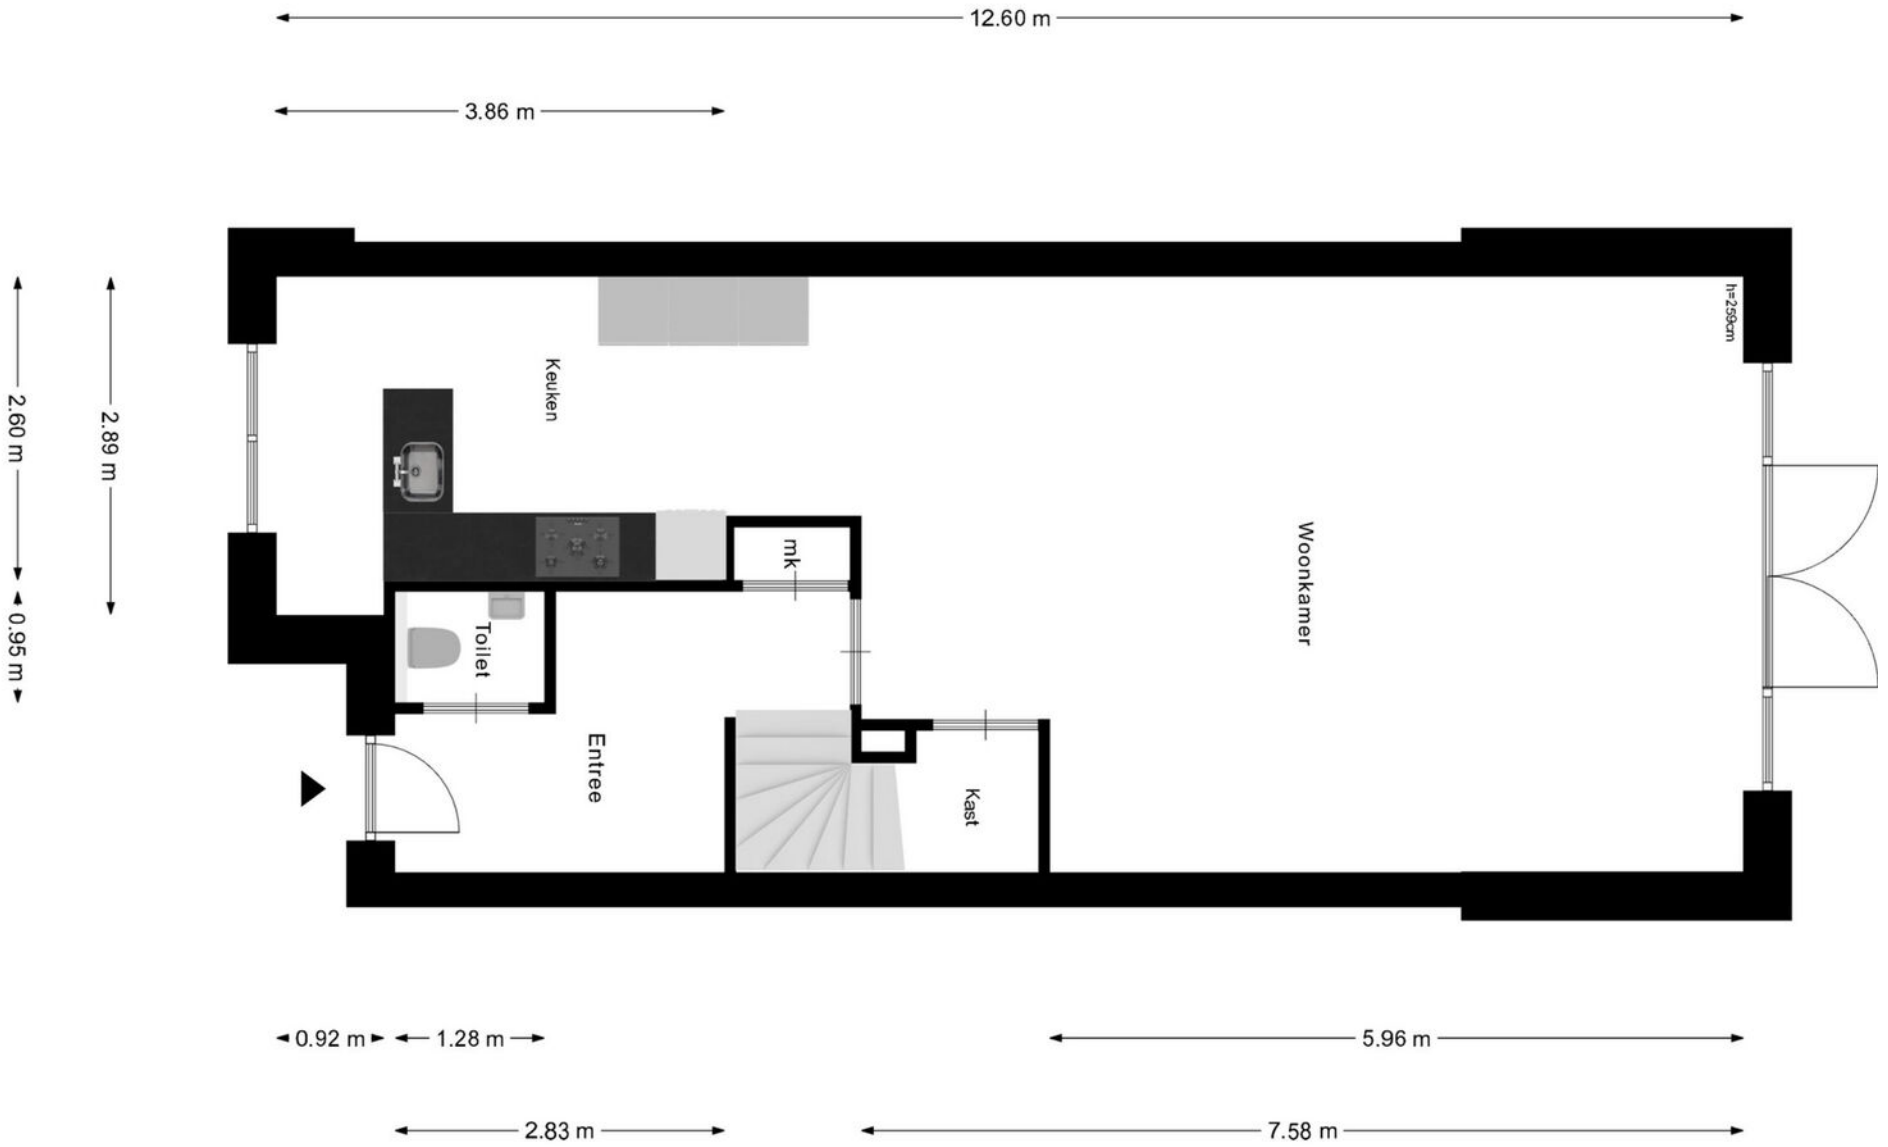 12.60 m
3.86 m
h=259cm
Keuken
2.60 m
2.89 m
mk
Woonkamer
0.95 m
Toilet
Entree
Kast
0.92 m
1.28 m
5.96 m
2.83 m
7.58 m